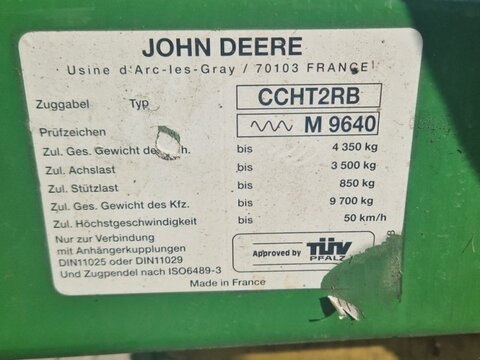 JOHN DEERE
Usine d'Arc-les-Gray / 70103 FRANCE
Zuggabel Typ CCHT2RB
Prüfzeichen M 9640
Zul. Ges. Gewicht des h. bis 4 350 kg
Zul. Achslast bis 3 500 kg
Zul. Stützlast bis 850 kg
Zul. Ges. Gewicht des Kfz. bis 9 700 kg
Zul. Höchstgeschwindigkeit bis 50 km/h
Nur zur Verbindung
mit Anhängerkupplungen
DIN11025 oder DIN11029
Und Zugpendel nach ISO6489-3
Approved by TÜV
PFALZ
Made in France